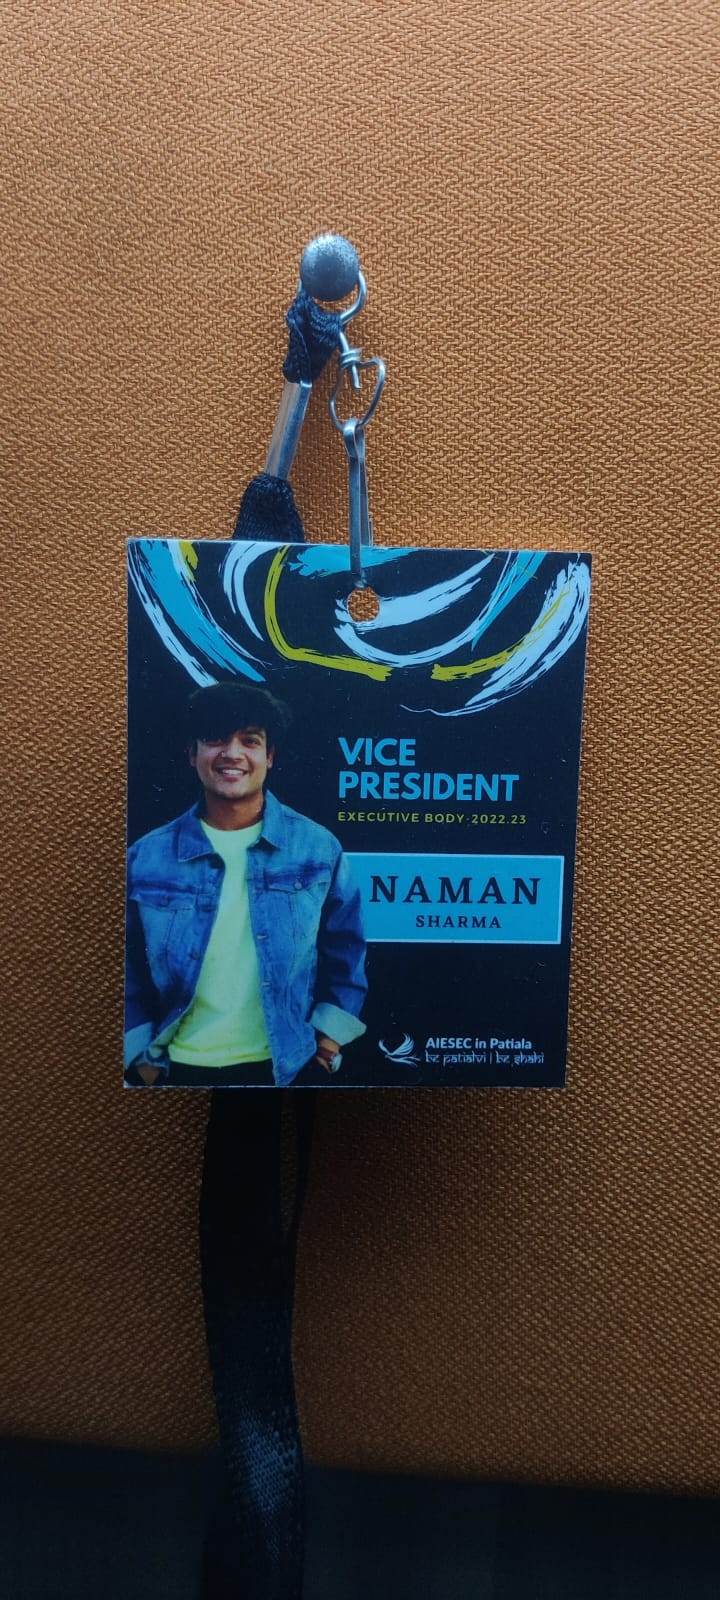 VICE
PRESIDENT
EXECUTIVE BODY-2022.23
NAMAN
SHARMA
AIESEC in Patiala
be patialvi | be shahi